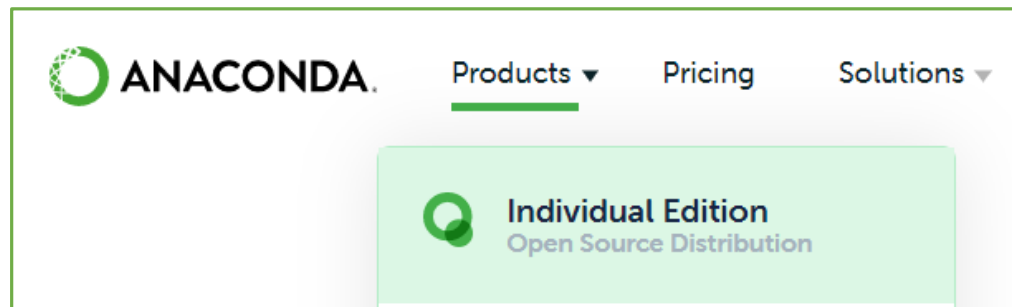 ANACONDA.
Products Pricing Solutions
Individual Edition
Open Source Distribution